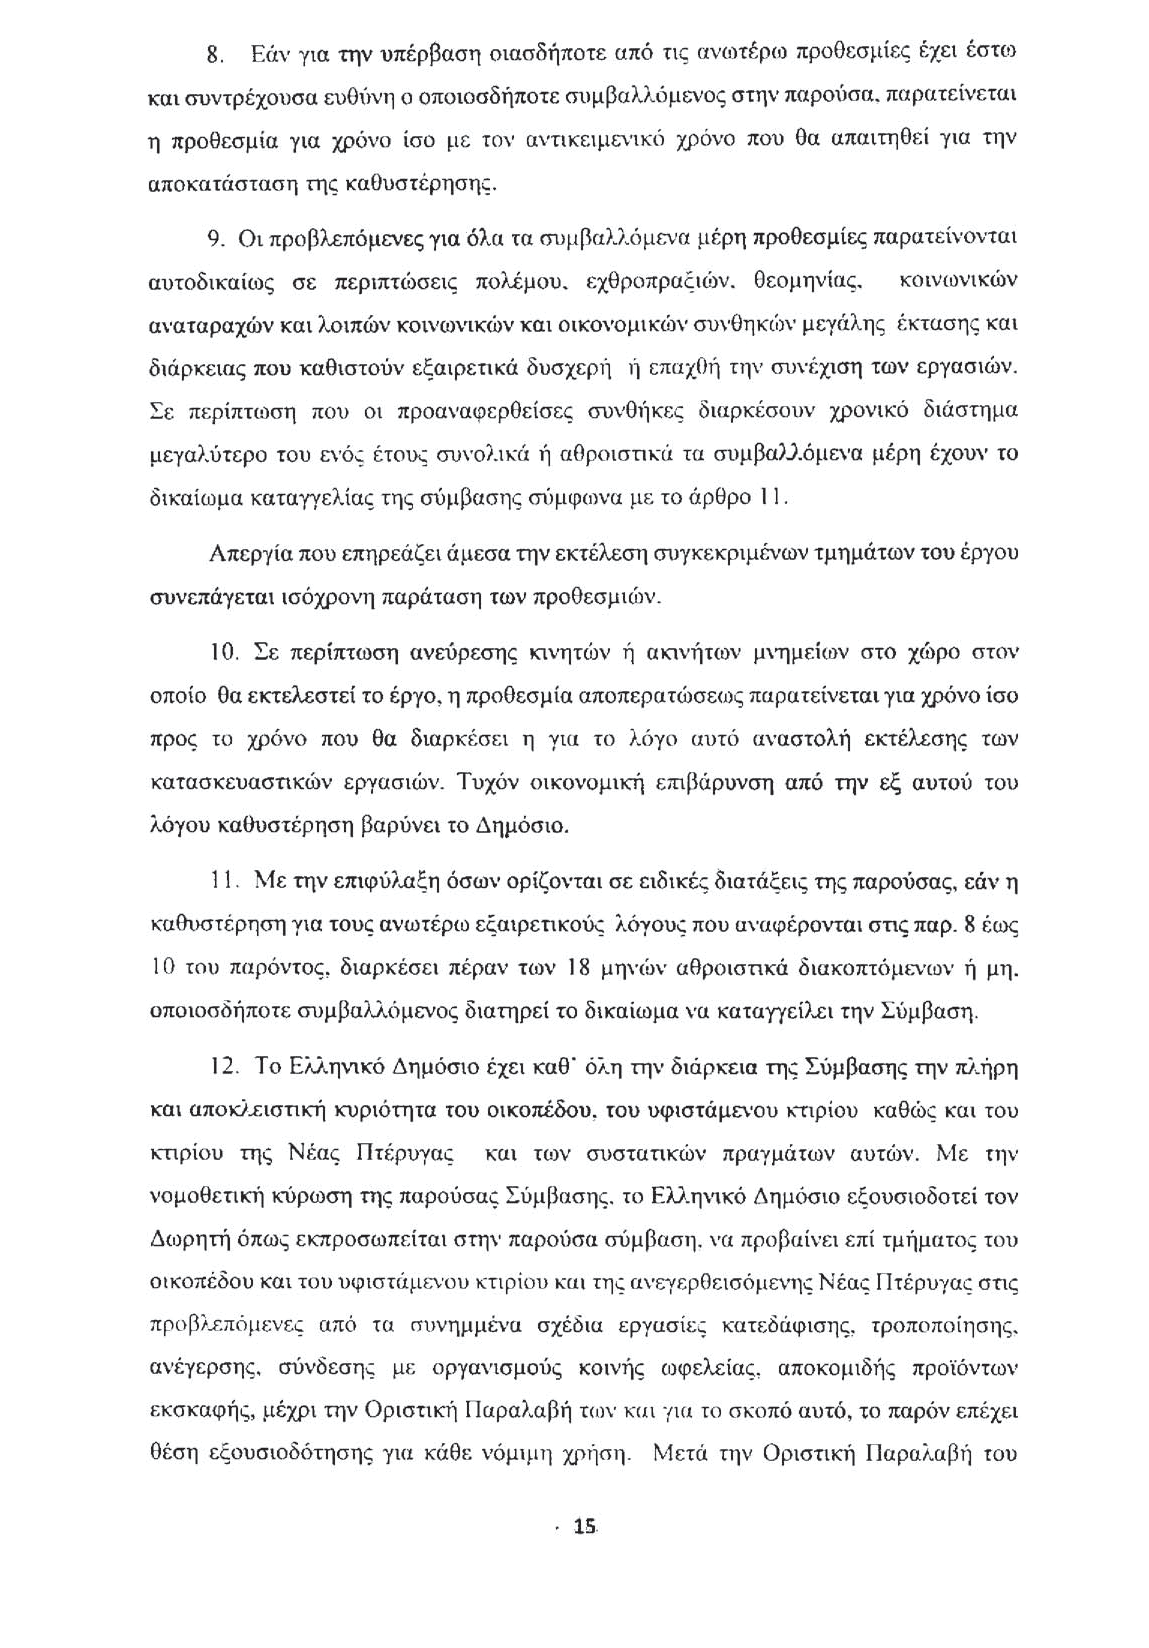 8. Εάν για την υπέρβαση οιασδήποτε από τις ανωτέρω προθεσμίες έχει έστω
και συντρέχουσα ευθύνη ο οποιοσδήποτε συμβαλλόμενος στην παρούσα, παρατείνεται
η προθεσμία για χρόνο ίσο με τον αντικειμενικό χρόνο που θα απαιτηθεί για την
αποκατάσταση της καθυστέρησης.
9. Οι προβλεπόμενες για όλα τα συμβαλλόμενα μέρη προθεσμίες παρατείνονται
αυτοδικαίως σε περιπτώσεις πολέμου, εχθροπραξιών, θεομηνίας, κοινωνικών
αναταραχών και λοιπών κοινωνικών και οικονομικών συνθηκών μεγάλης έκτασης και
διάρκειας που καθιστούν εξαιρετικά δυσχερή ή επαχθή την συνέχιση των εργασιών.
Σε περίπτωση που οι προαναφερθείσες συνθήκες διαρκέσουν χρονικό διάστημα
μεγαλύτερο του ενός έτους συνολικά ή αθροιστικά τα συμβαλλόμενα μέρη έχουν το
δικαίωμα καταγγελίας της σύμβασης σύμφωνα με το άρθρο 11.
Απεργία που επηρεάζει άμεσα την εκτέλεση συγκεκριμένων τμημάτων του έργου
συνεπάγεται ισόχρονη παράταση των προθεσμιών.
10. Σε περίπτωση ανεύρεσης κινητών ή ακινήτων μνημείων στο χώρο στον
οποίο θα εκτελεστεί το έργο, η προθεσμία αποπερατώσεως παρατείνεται για χρόνο ίσο
προς το χρόνο που θα διαρκέσει η για το λόγο αυτό αναστολή εκτέλεσης των
κατασκευαστικών εργασιών. Τυχόν οικονομική επιβάρυνση από την εξ αυτού του
λόγου καθυστέρηση βαρύνει το Δημόσιο.
11. Με την επιφύλαξη όσων ορίζονται σε ειδικές διατάξεις της παρούσας, εάν η
καθυστέρηση για τους ανωτέρω εξαιρετικούς λόγους που αναφέρονται στις παρ. 8 έως
10 του παρόντος, διαρκέσει πέραν των 18 μηνών αθροιστικά διακοπτόμενων ή μη,
οποιοσδήποτε συμβαλλόμενος διατηρεί το δικαίωμα να καταγγείλει την Σύμβαση.
12. Το Ελληνικό Δημόσιο έχει καθ' όλη την διάρκεια της Σύμβασης την πλήρη
και αποκλειστική κυριότητα του οικοπέδου, του υφιστάμενου κτιρίου καθώς και του
κτιρίου της Νέας Πτέρυγας και των συστατικών πραγμάτων αυτών. Με την
νομοθετική κύρωση της παρούσας Σύμβασης, το Ελληνικό Δημόσιο εξουσιοδοτεί τον
Δωρητή όπως εκπροσωπείται στην παρούσα σύμβαση, να προβαίνει επί τμήματος του
οικοπέδου και του υφιστάμενου κτιρίου και της ανεγερθεισόμενης Νέας Πτέρυγας στις
προβλεπόμενες από τα συνημμένα σχέδια εργασίες κατεδάφισης, τροποποίησης,
ανέγερσης, σύνδεσης με οργανισμούς κοινής ωφελείας, αποκομιδής προϊόντων
εκσκαφής, μέχρι την Οριστική Παραλαβή των και για το σκοπό αυτό, το παρόν επέχει
θέση εξουσιοδότησης για κάθε νόμιμη χρήση. Μετά την Οριστική Παραλαβή του
15